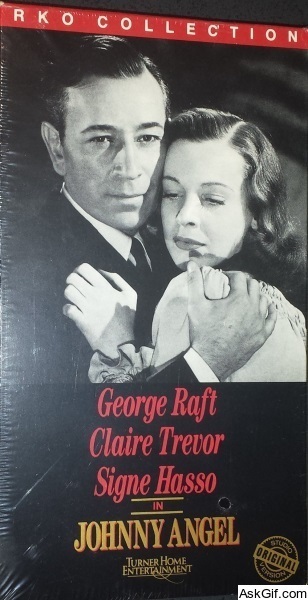 RKO COLLECTION
George Raft
Claire Trevor
Signe Hasso
IN
JOHNNY ANGEL
TURNER HOME
ENTERTAINMENT
STUDIO
ORIGINAL
VERSION
AskGif.com